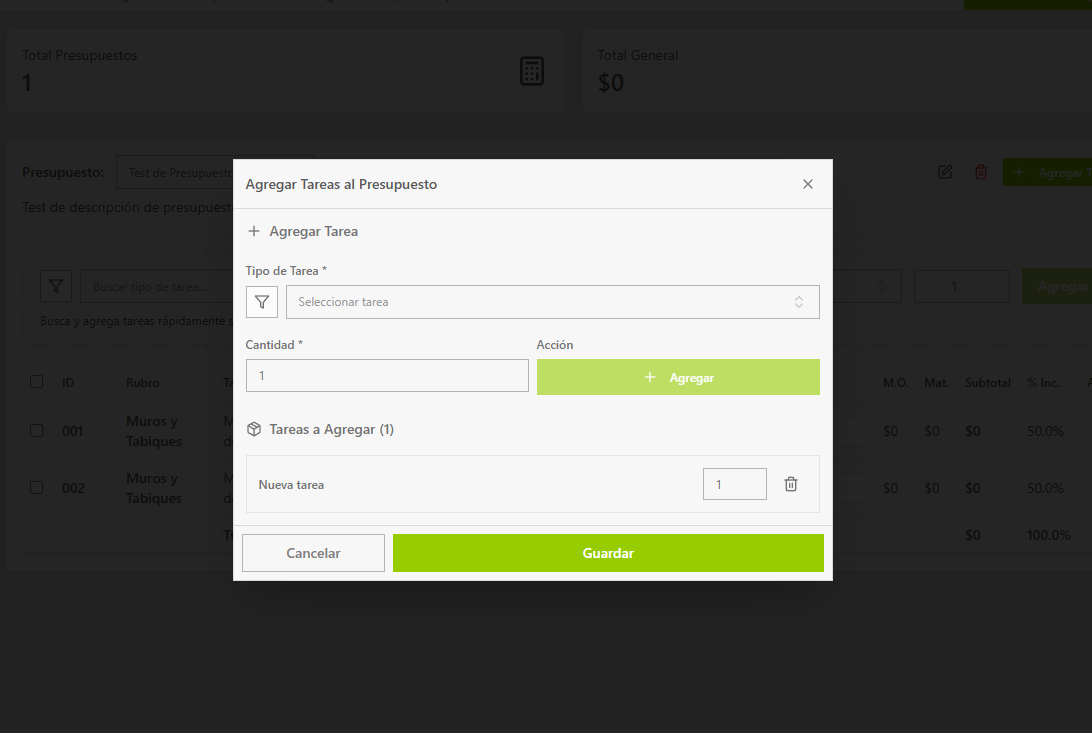 Total Presupuestos
1
Total General
$0
Presupuesto:
Test de Presupuesto
Agregar T
Test de descripción de presupuest
Agregar Tareas al Presupuesto
Agregar Tarea
Tipo de Tarea *
Seleccionar tarea
Buscar tipo de tarea...
1
Agregar
Busca y agrega tareas rápidamente s
Cantidad *
Acción
1
Agregar
ID
Rubro
Ta
M.O.
Mat.
Subtotal
% Inc.
A
001
Muros y
Tabiques
M
d
$0
$0
$0
50.0%
Tareas a Agregar (1)
Nueva tarea
1
002
Muros y
Tabiques
M
d
$0
$0
$0
50.0%
T
$0
100.0%
Cancelar
Guardar